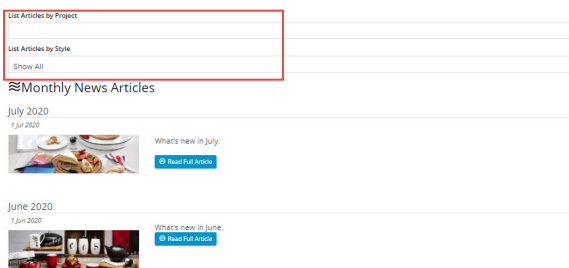 List Articles by Project
List Articles by Style
Show All
Monthly News Articles
July 2020
1 Jul 2020
What's new in July.
Read Full Article
June 2020
1 Jun 2020
What's new in June.
Read Full Article